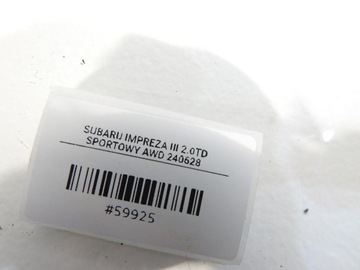 SUBARU IMPREZA III 2.0TD
SPORTOWY AWD 240628
#59925